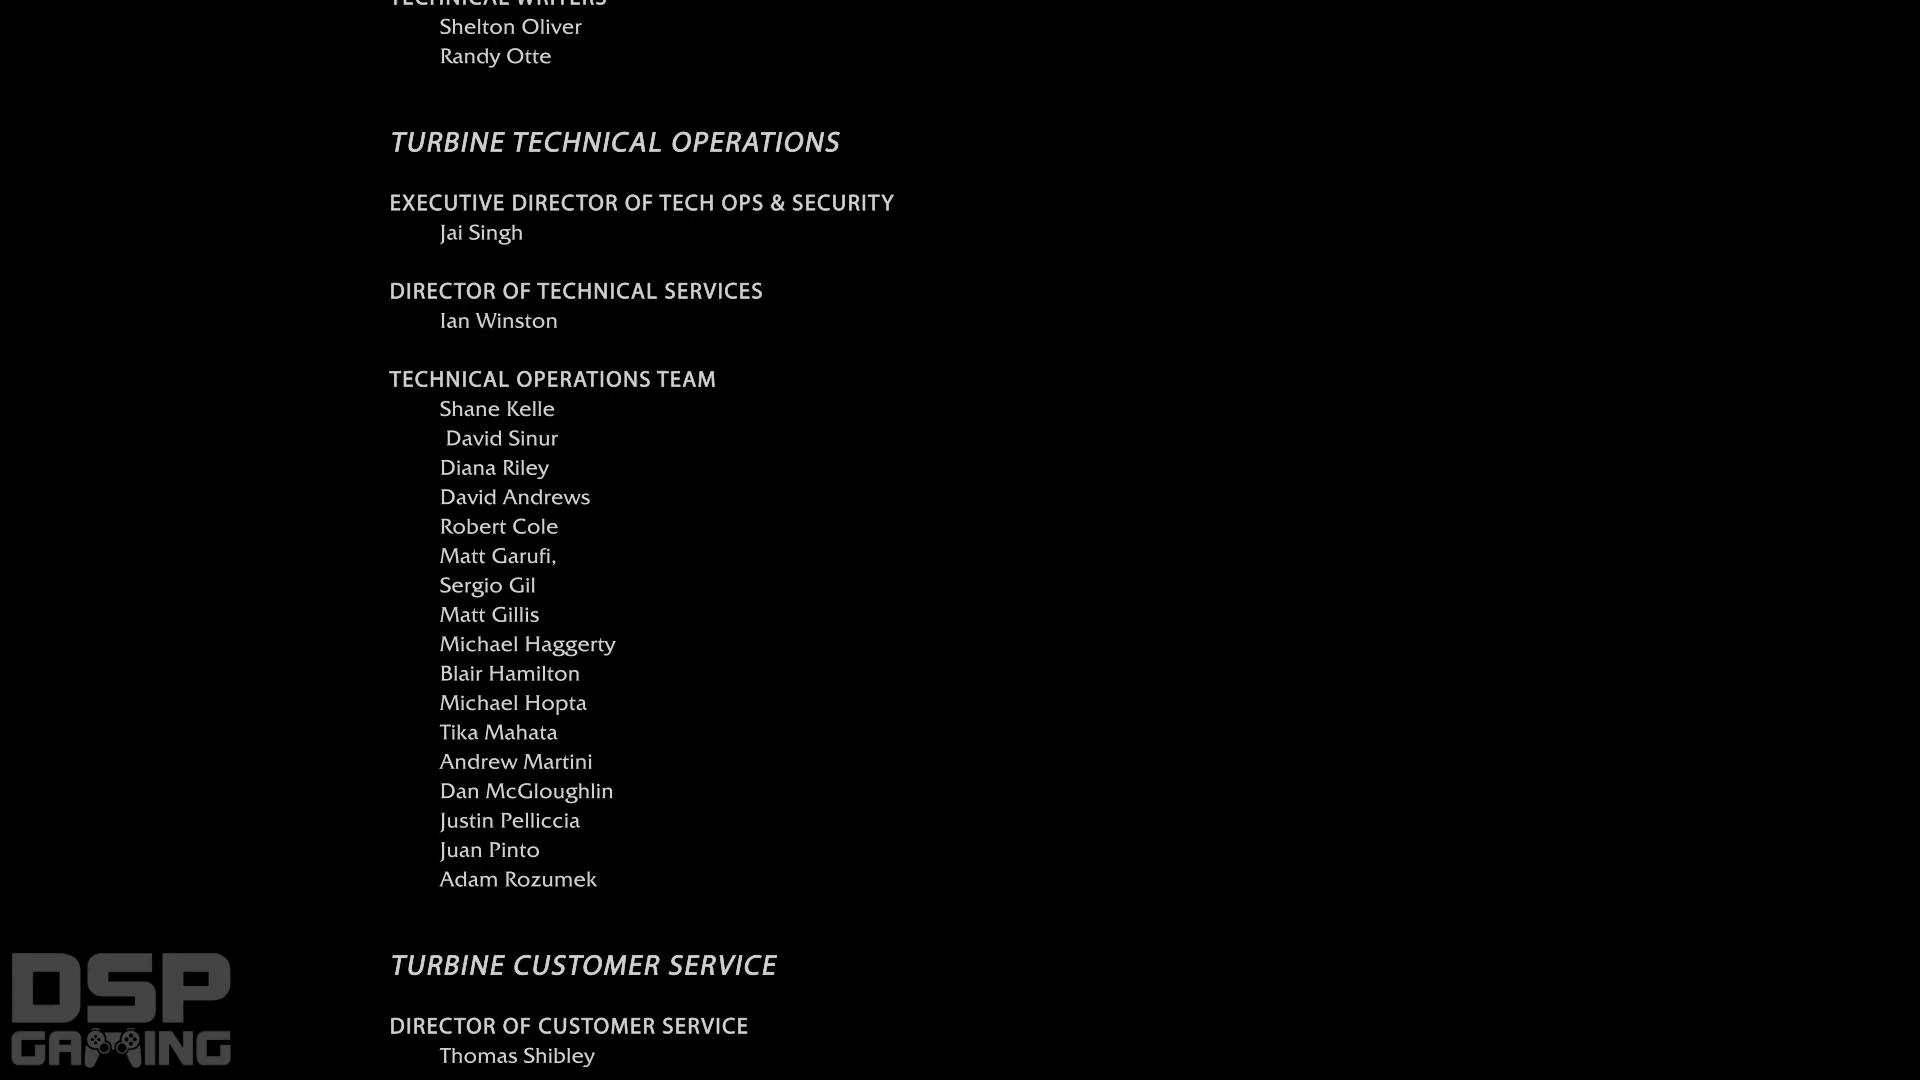 TECHNICAL WRITERS
Shelton Oliver
Randy Otte
TURBINE TECHNICAL OPERATIONS
EXECUTIVE DIRECTOR OF TECH OPS & SECURITY
Jai Singh
DIRECTOR OF TECHNICAL SERVICES
Ian Winston
TECHNICAL OPERATIONS TEAM
Shane Kelle
David Sinur
Diana Riley
David Andrews
Robert Cole
Matt Garufi,
Sergio Gil
Matt Gillis
Michael Haggerty
Blair Hamilton
Michael Hopta
Tika Mahata
Andrew Martini
Dan McGloughlin
Justin Pelliccia
Juan Pinto
Adam Rozumek
TURBINE CUSTOMER SERVICE
DIRECTOR OF CUSTOMER SERVICE
Thomas Shibley
DSP
GAMING